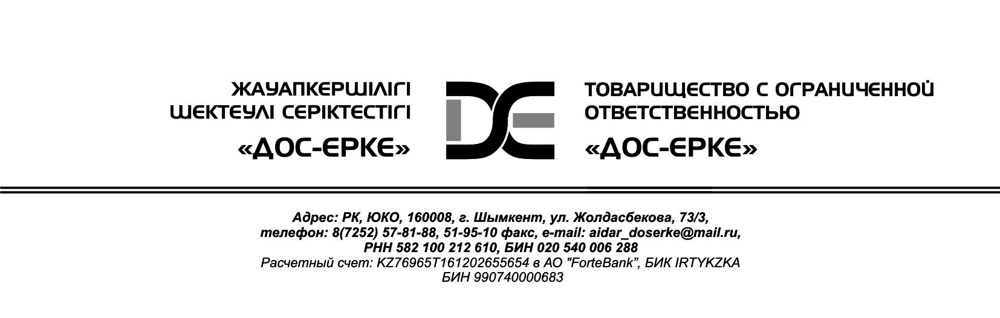 ЖАУАПКЕРШІЛІГІ
ШЕКТЕУЛІ СЕРІКТЕСТІГІ
«ДОС-ЕРКЕ»
DE
ТОВАРИЩЕСТВО С ОГРАНИЧЕННОЙ
ОТВЕТСТВЕННОСТЬЮ
«ДОС-ЕРКЕ»
Адрес: РК, ЮКО, 160008, г. Шымкент, ул. Жолдасбекова, 73/3,
телефон: 8(7252) 57-81-88, 51-95-10 факс, e-mail: aidar_doserke@mail.ru,
РНН 582 100 212 610, БИН 020 540 006 288
Расчетный счет: KZ76965T161202655654 в АО "ForteBank”, БИК IRTYKZKA
БИН 990740000683